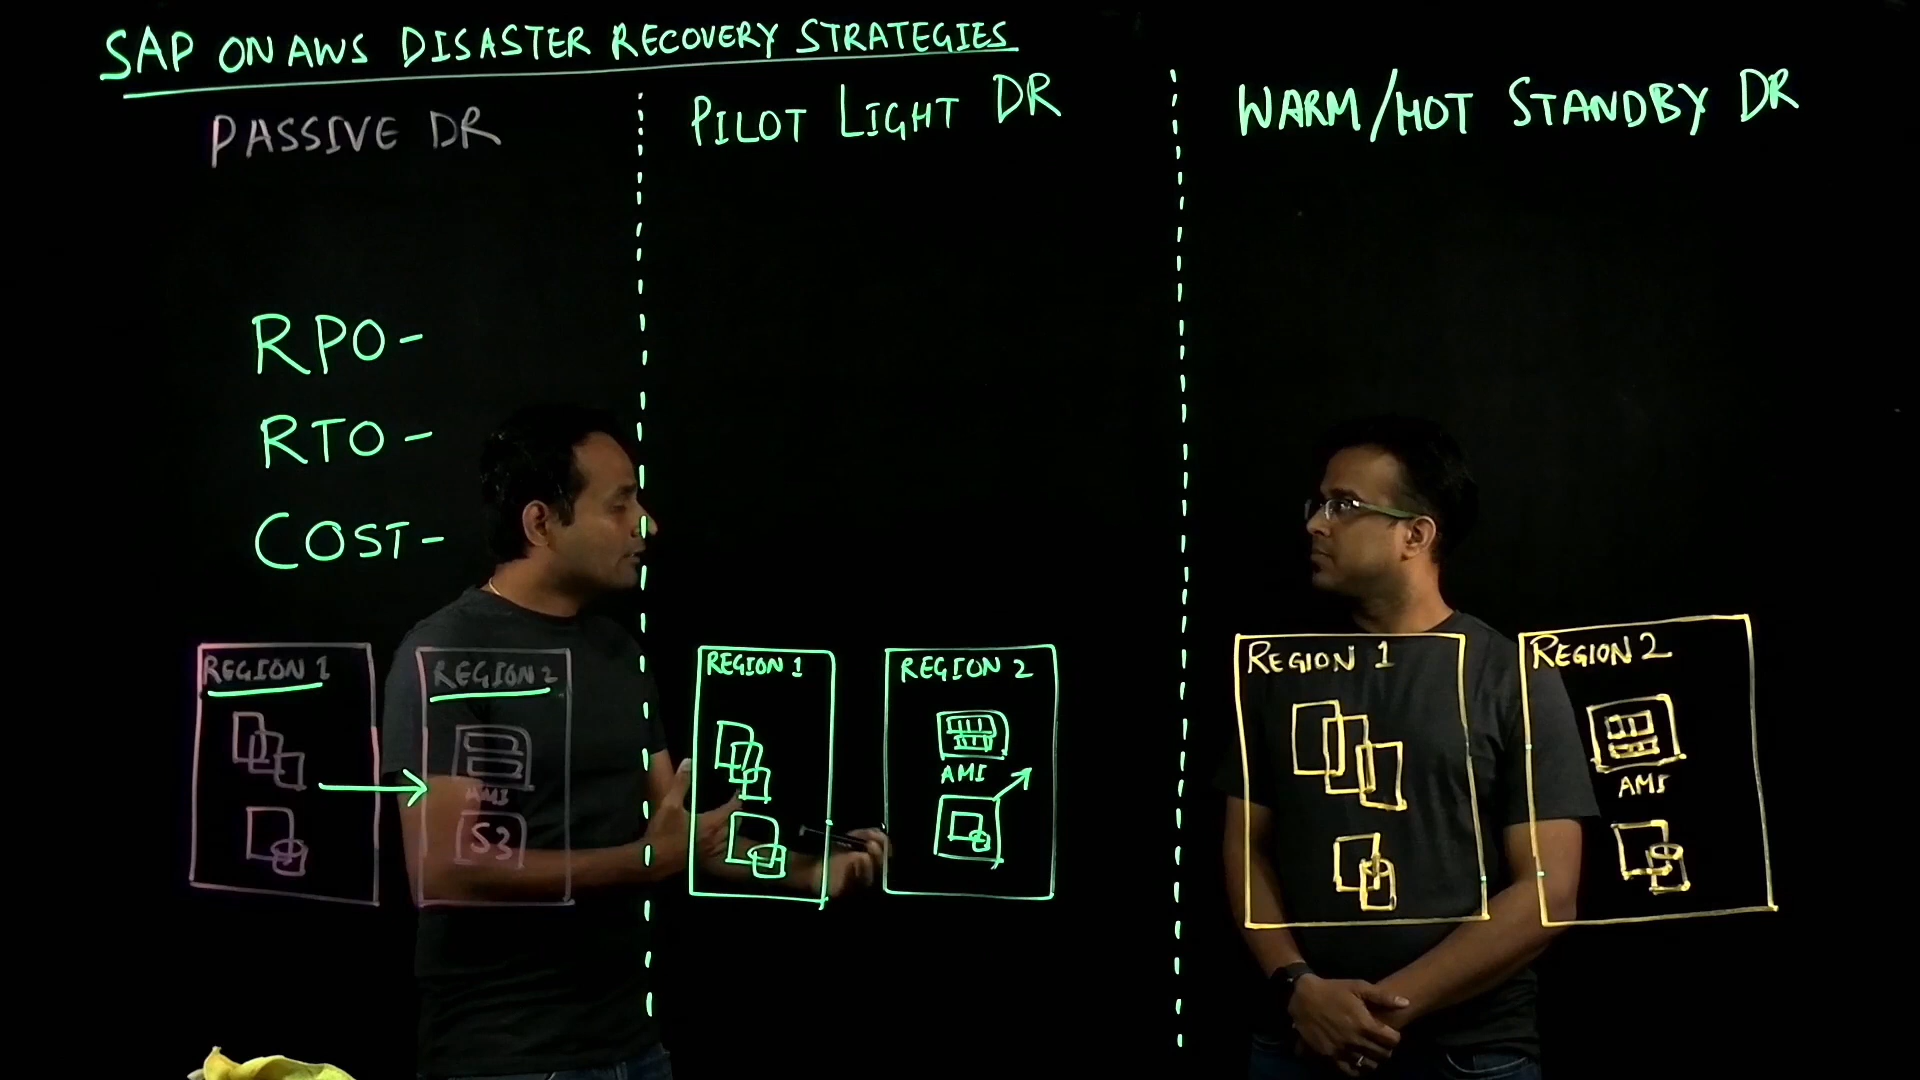 SAP ON AWS DISASTER RECOVERY STRATEGIES
PASSIVE DR
PILOT LIGHT DR
WARM/HOT STANDBY DR
RPO-
RTO-
COST-
REGION 1
REGION 2
AMI
S3
REGION 1
REGION 2
AMI
REGION 1
REGION 2
AMI